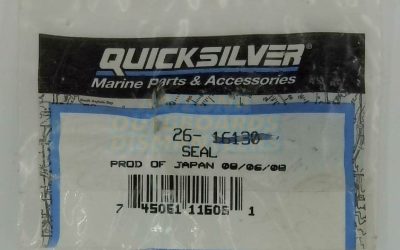 QUICKSILVER®
Marine Parts & Accessories
26-16130
SEAL
PROD OF JAPAN 08/06/08
7 45061 11605 1